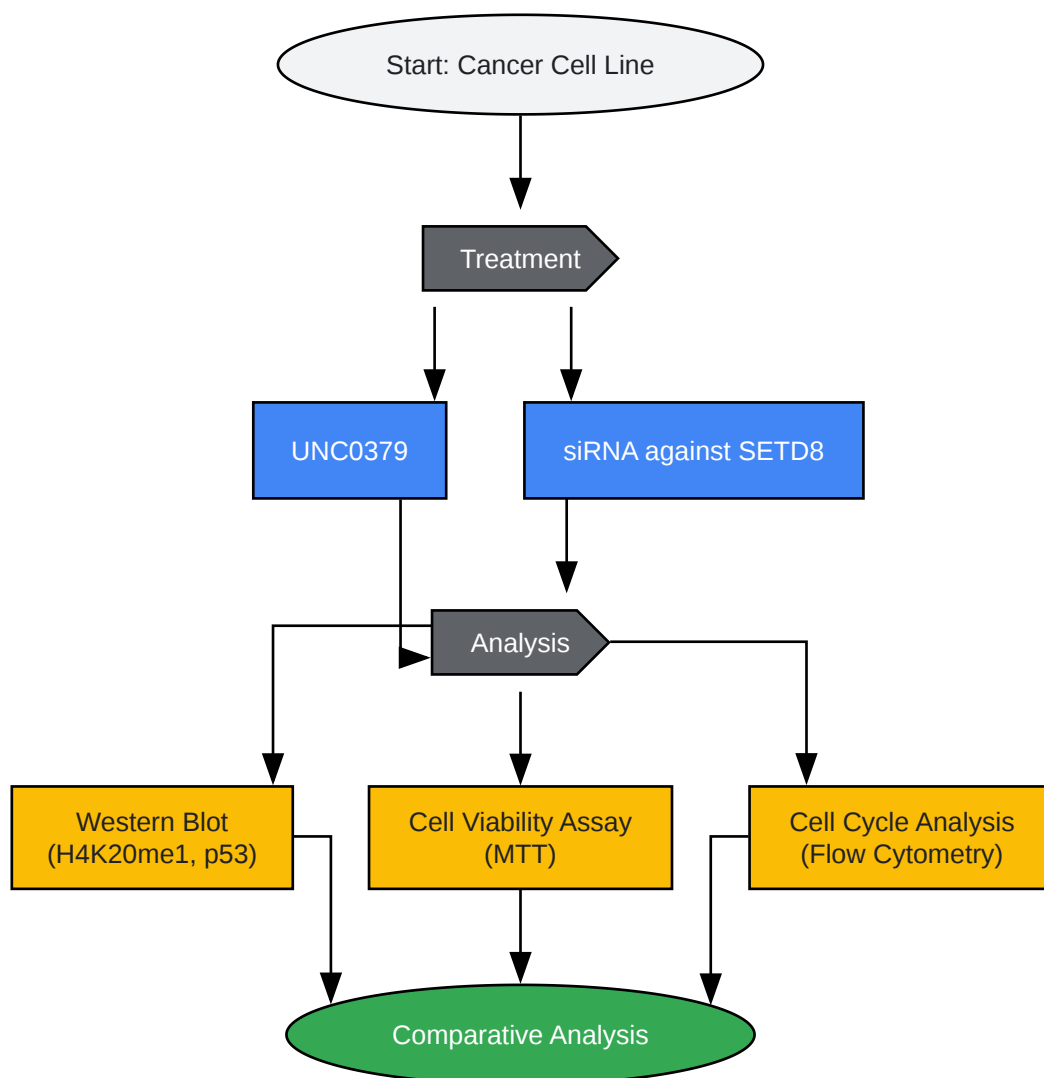 Start: Cancer Cell Line
Treatment
UNC0379
siRNA against SETD8
Analysis
Western Blot
(H4K20me1, p53)
Cell Viability Assay
(MTT)
Cell Cycle Analysis
(Flow Cytometry)
Comparative Analysis